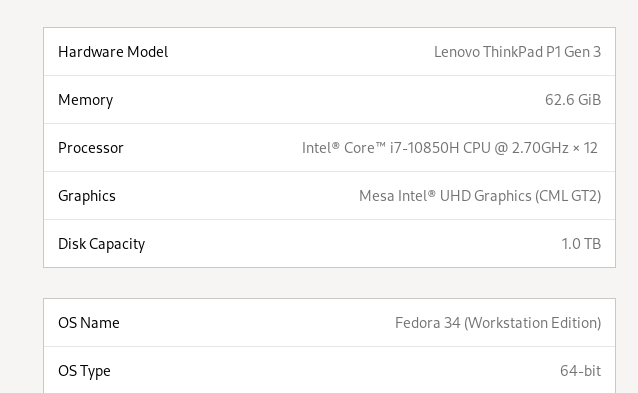 Hardware Model Lenovo ThinkPad P1 Gen 3
Memory 62.6 GiB
Processor Intel® Core™ i7-10850H CPU @ 2.70GHz × 12
Graphics Mesa Intel® UHD Graphics (CML GT2)
Disk Capacity 1.0 TB
OS Name Fedora 34 (Workstation Edition)
OS Type 64-bit